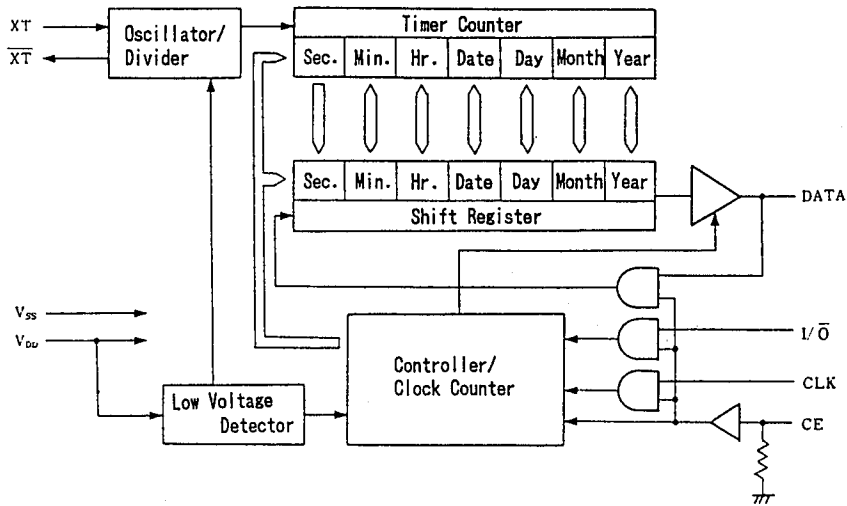 XT
X̅T̅
Oscillator/
Divider
Timer Counter
Sec. Min. Hr. Date Day Month Year
Sec. Min. Hr. Date Day Month Year
Shift Register
DATA
VSS
VDD
I/O̅
Controller/
Clock Counter
CLK
Low Voltage
Detector
CE